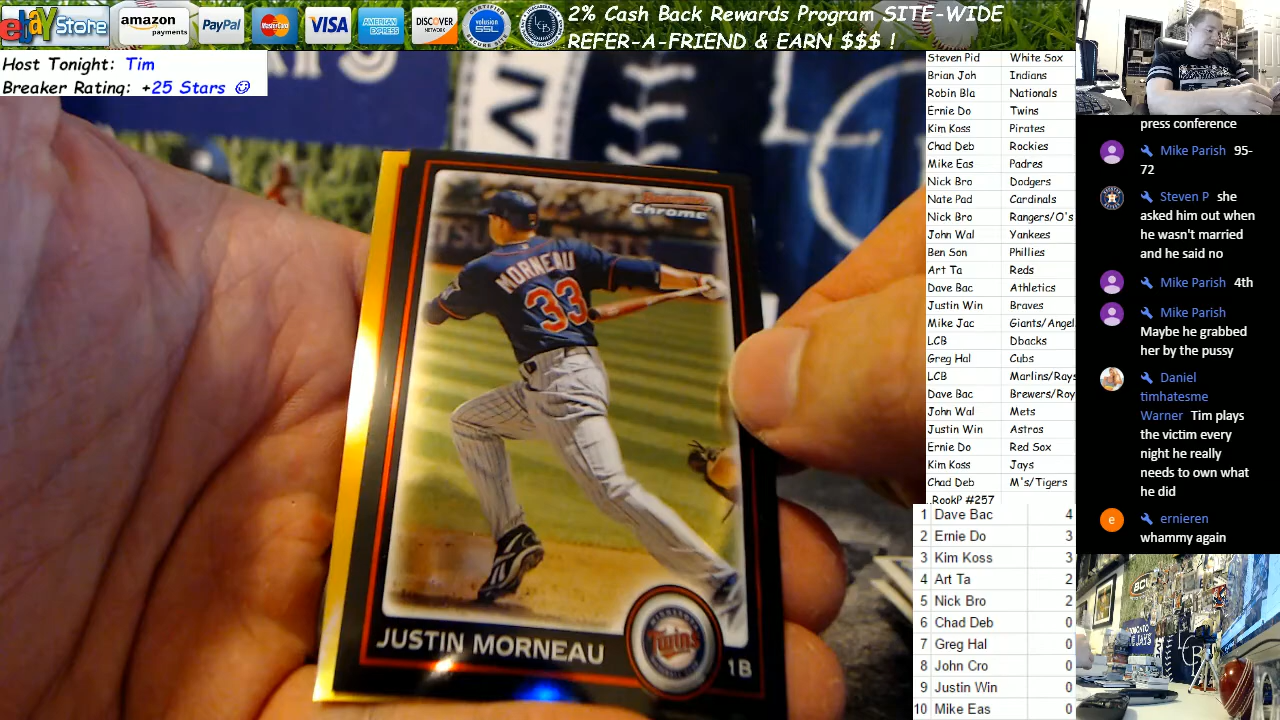 ebay Store
amazon
payments
PayPal
MasterCard
VISA
AMERICAN
EXPRESS
DISCOVER
NETWORK
volusion
SSL
LCB
2% Cash Back Rewards Program SITE-WIDE
REFER-A-FRIEND & EARN $$$ !
Host Tonight: Tim
Breaker Rating: +25 Stars
Bowman
Chrome
MORNEAU
33
JUSTIN MORNEAU
Twins
1B
Steven Pid White Sox
Brian Joh Indians
Robin Bla Nationals
Ernie Do Twins
Kim Koss Pirates
Chad Deb Rockies
Mike Eas Padres
Nick Bro Dodgers
Nate Pad Cardinals
Nick Bro Rangers/O's
John Wal Yankees
Ben Son Phillies
Art Ta Reds
Dave Bac Athletics
Justin Win Braves
Mike Jac Giants/Angel
LCB Dbacks
Greg Hal Cubs
LCB Marlins/Rays
Dave Bac Brewers/Roy
John Wal Mets
Justin Win Astros
Ernie Do Red Sox
Kim Koss Jays
Chad Deb M's/Tigers
.RookP #257
1 Dave Bac 4
2 Ernie Do 3
3 Kim Koss 3
4 Art Ta 2
5 Nick Bro 2
6 Chad Deb 0
7 Greg Hal 0
8 John Cro 0
9 Justin Win 0
10 Mike Eas 0
press conference
Mike Parish 95-
72
Steven P she
asked him out when
he wasn't married
and he said no
Mike Parish 4th
Mike Parish
Maybe he grabbed
her by the pussy
Daniel
timhatesme
Warner Tim plays
the victim every
night he really
needs to own what
he did
e
ernieren
whammy again